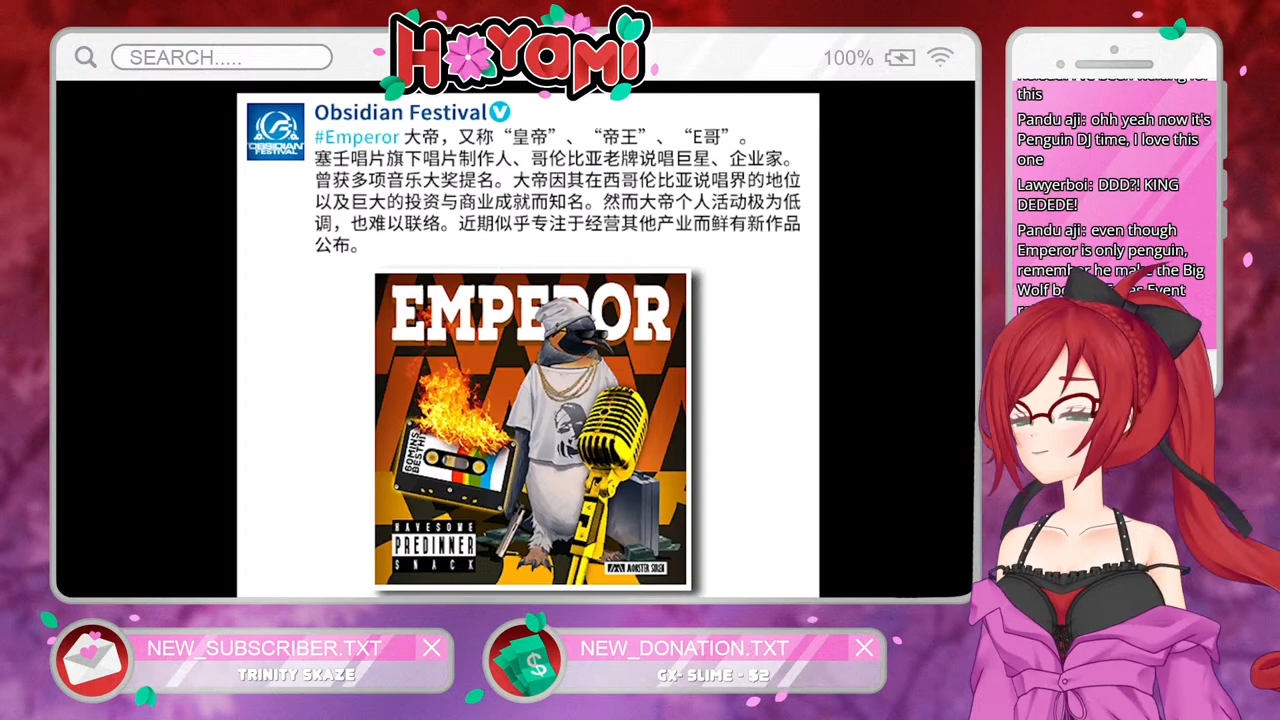 HOYAMI
SEARCH.....
100%
OBSIDIAN
FESTIVAL
Obsidian Festival
#Emperor 大帝，又称“皇帝”、“帝王”、“E哥”。
塞壬唱片旗下唱片制作人、哥伦比亚老牌说唱巨星、企业家。
曾获多项音乐大奖提名。大帝因其在西哥伦比亚说唱界的地位
以及巨大的投资与商业成就而知名。然而大帝个人活动极为低
调，也难以联络。近期似乎专注于经营其他产业而鲜有新作品
公布。
EMPEROR
60MINS
BESTHIT
HAVESOME
PREDINNER
SNACK
MONSTER SIREN
this
Pandu aji: ohh yeah now it's
Penguin DJ time, I love this
one
Lawyerboi: DDD?! KING
DEDEDE!
Pandu aji: even though
Emperor is only penguin,
remember he make the Big
Wolf Event
NEW_SUBSCRIBER.TXT
TRINITY SKAZE
NEW_DONATION.TXT
GX- SLIME - $2